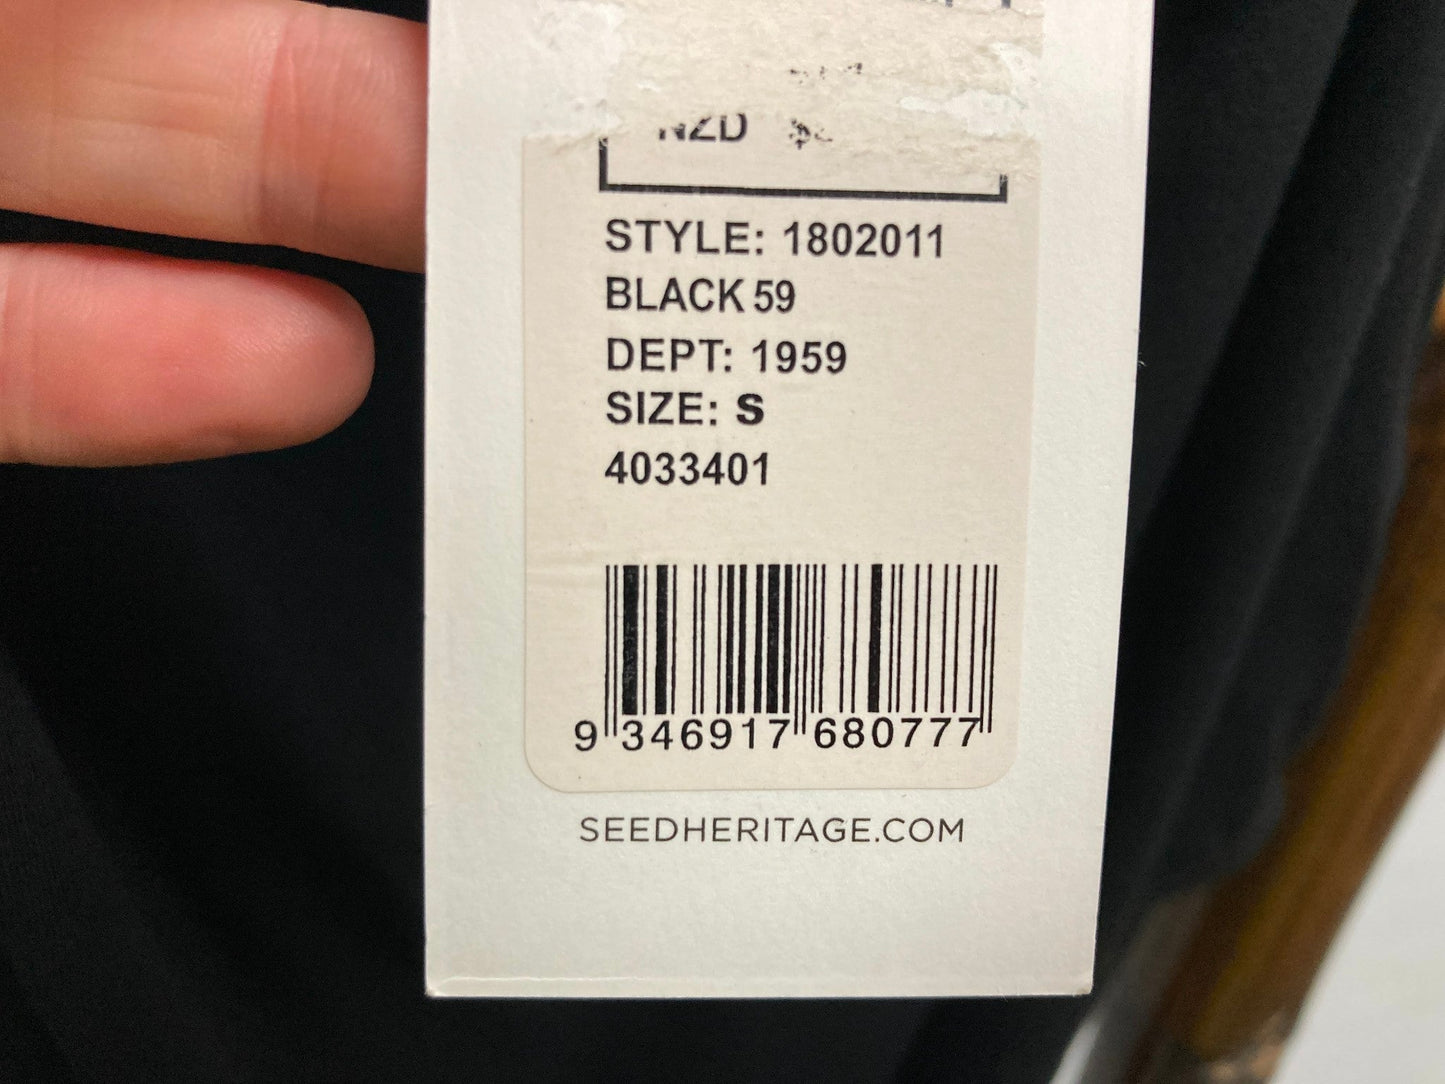 NZD $
STYLE: 1802011
BLACK 59
DEPT: 1959
SIZE: S
4033401
9 346917 680777
SEEDHERITAGE.COM